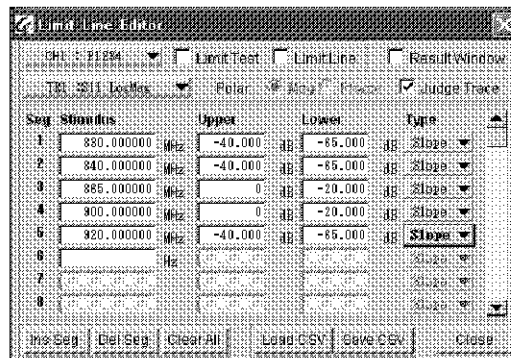 Limit Line Editor
Limit Test Limit Line Result Window
TR1 :S11 LogMag Polar Judge Trace
Seg Stimulus Upper Lower Type
1 MHz -40.000 dB -65.000 dB Slope
2 840.000000 MHz -40.000 dB -65.000 dB Slope
3 865.000000 MHz 0 dB -20.000 dB Slope
4 900.000000 MHz 0 dB -20.000 dB Slope
5 920.000000 MHz -40.000 dB -65.000 dB Slope
6 Hz Slope
7 Slope
8 Slope
Ins Seg Del Seg Clear All Load CSV Save CSV Close